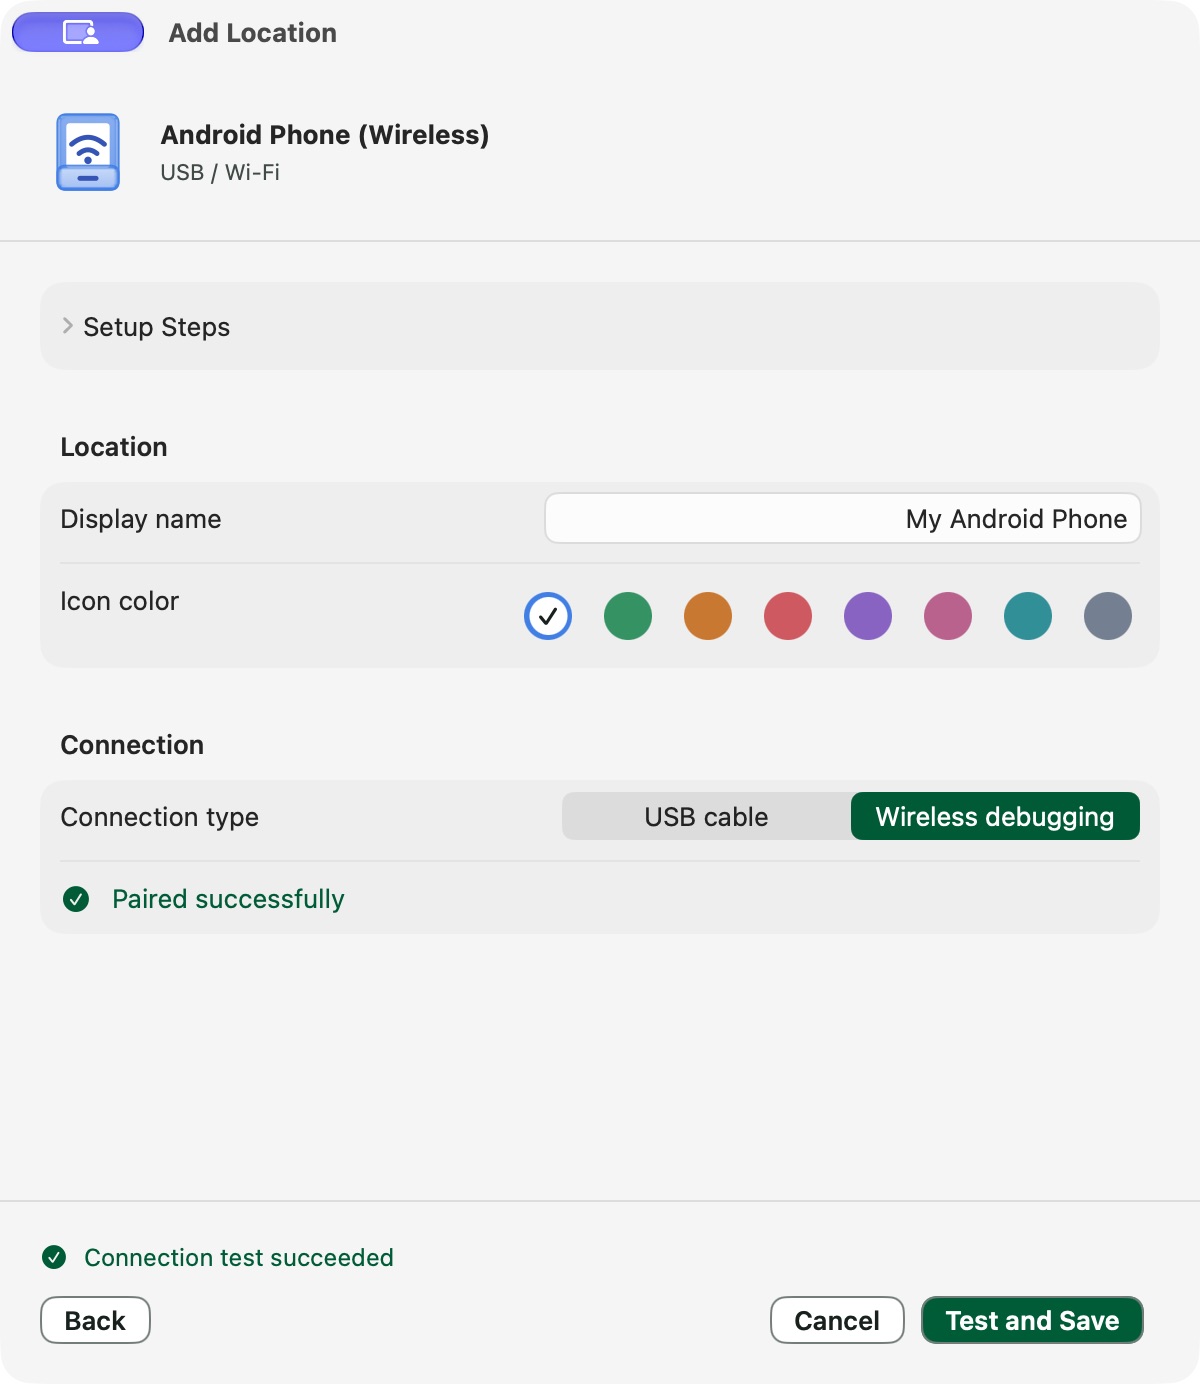 Add Location
Android Phone (Wireless)
USB / Wi-Fi
Setup Steps
Location
Display name
My Android Phone
Icon color
Connection
Connection type
USB cable
Wireless debugging
Paired successfully
Connection test succeeded
Back
Cancel
Test and Save